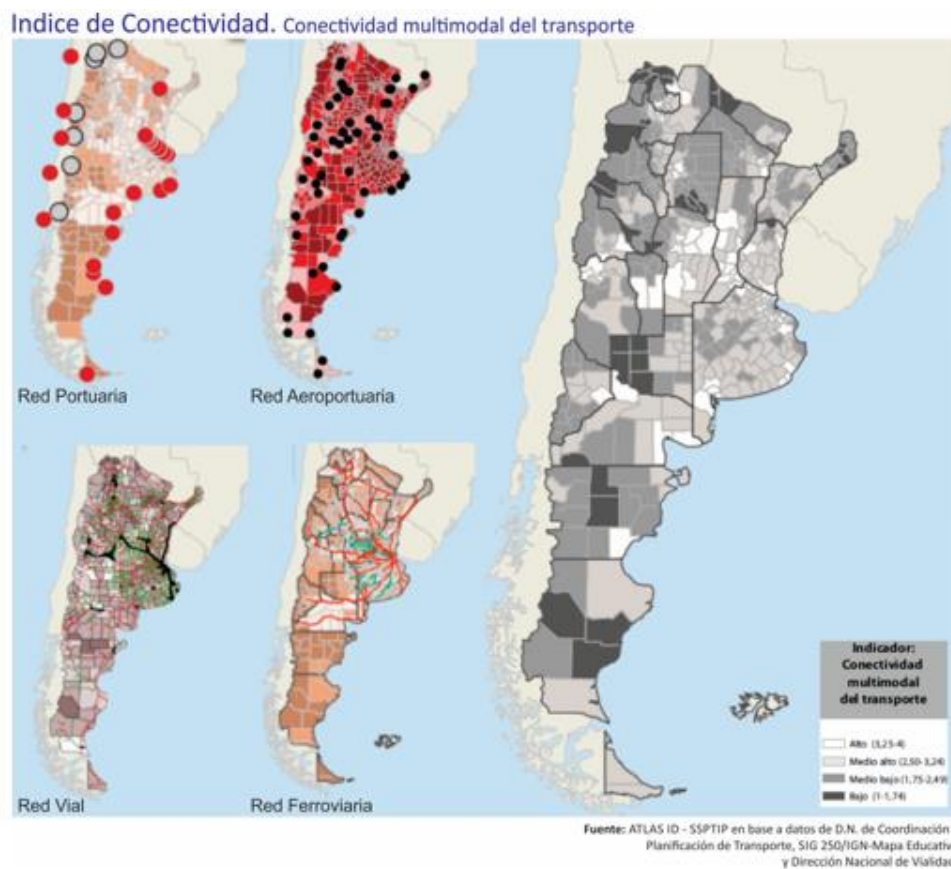 Indice de Conectividad. Conectividad multimodal del transporte
Red Portuaria
Red Aeroportuaria
Red Vial
Red Ferroviaria
Indicador:
Conectividad
multimodal
del transporte
Alto (3,25-4)
Medio alto (2,50-3,24)
Medio bajo (1,75-2,49)
Bajo (1-1,74)
Fuente: ATLAS ID - SSPTIP en base a datos de D.N. de Coordinación
Planificación de Transporte, SIG 250/IGN-Mapa Educativ
y Dirección Nacional de Vialida